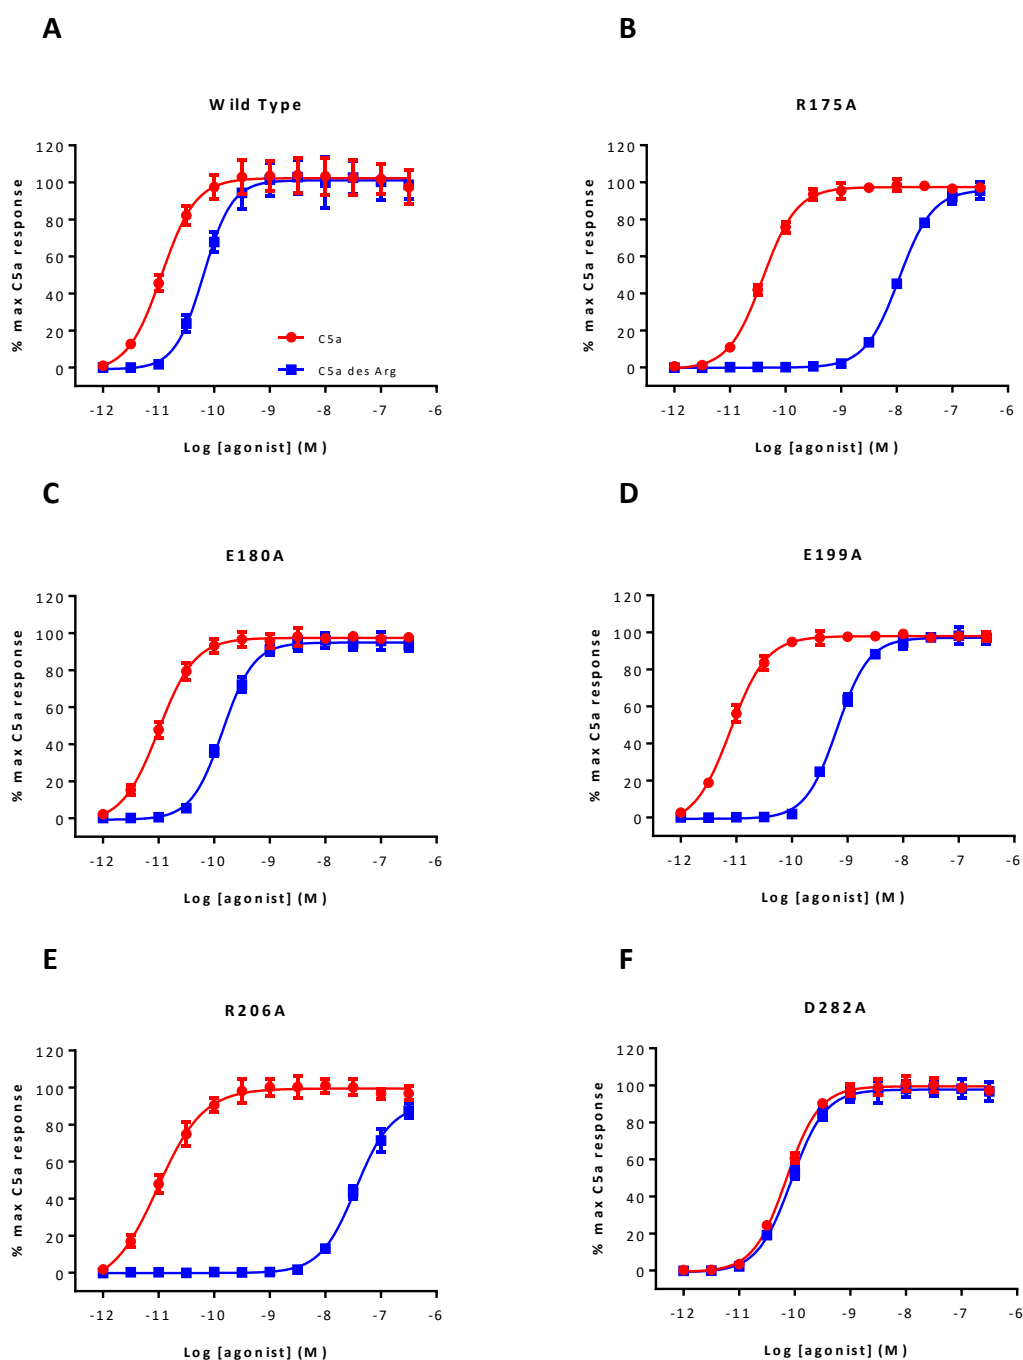 A
B
Wild Type
R175A
% max C5a response
120
100
80
60
40
20
0
C5a
C5a des Arg
-12 -11 -10 -9 -8 -7 -6
Log [agonist] (M)
% max C5a response
120
100
80
60
40
20
0
-12 -11 -10 -9 -8 -7 -6
Log [agonist] (M)
C
D
E180A
E199A
% max C5a response
120
100
80
60
40
20
0
-12 -11 -10 -9 -8 -7 -6
Log [agonist] (M)
% max C5a response
120
100
80
60
40
20
0
-12 -11 -10 -9 -8 -7 -6
Log [agonist] (M)
E
F
R206A
D282A
% max C5a response
120
100
80
60
40
20
0
-12 -11 -10 -9 -8 -7 -6
Log [agonist] (M)
% max C5a response
120
100
80
60
40
20
0
-12 -11 -10 -9 -8 -7 -6
Log [agonist] (M)